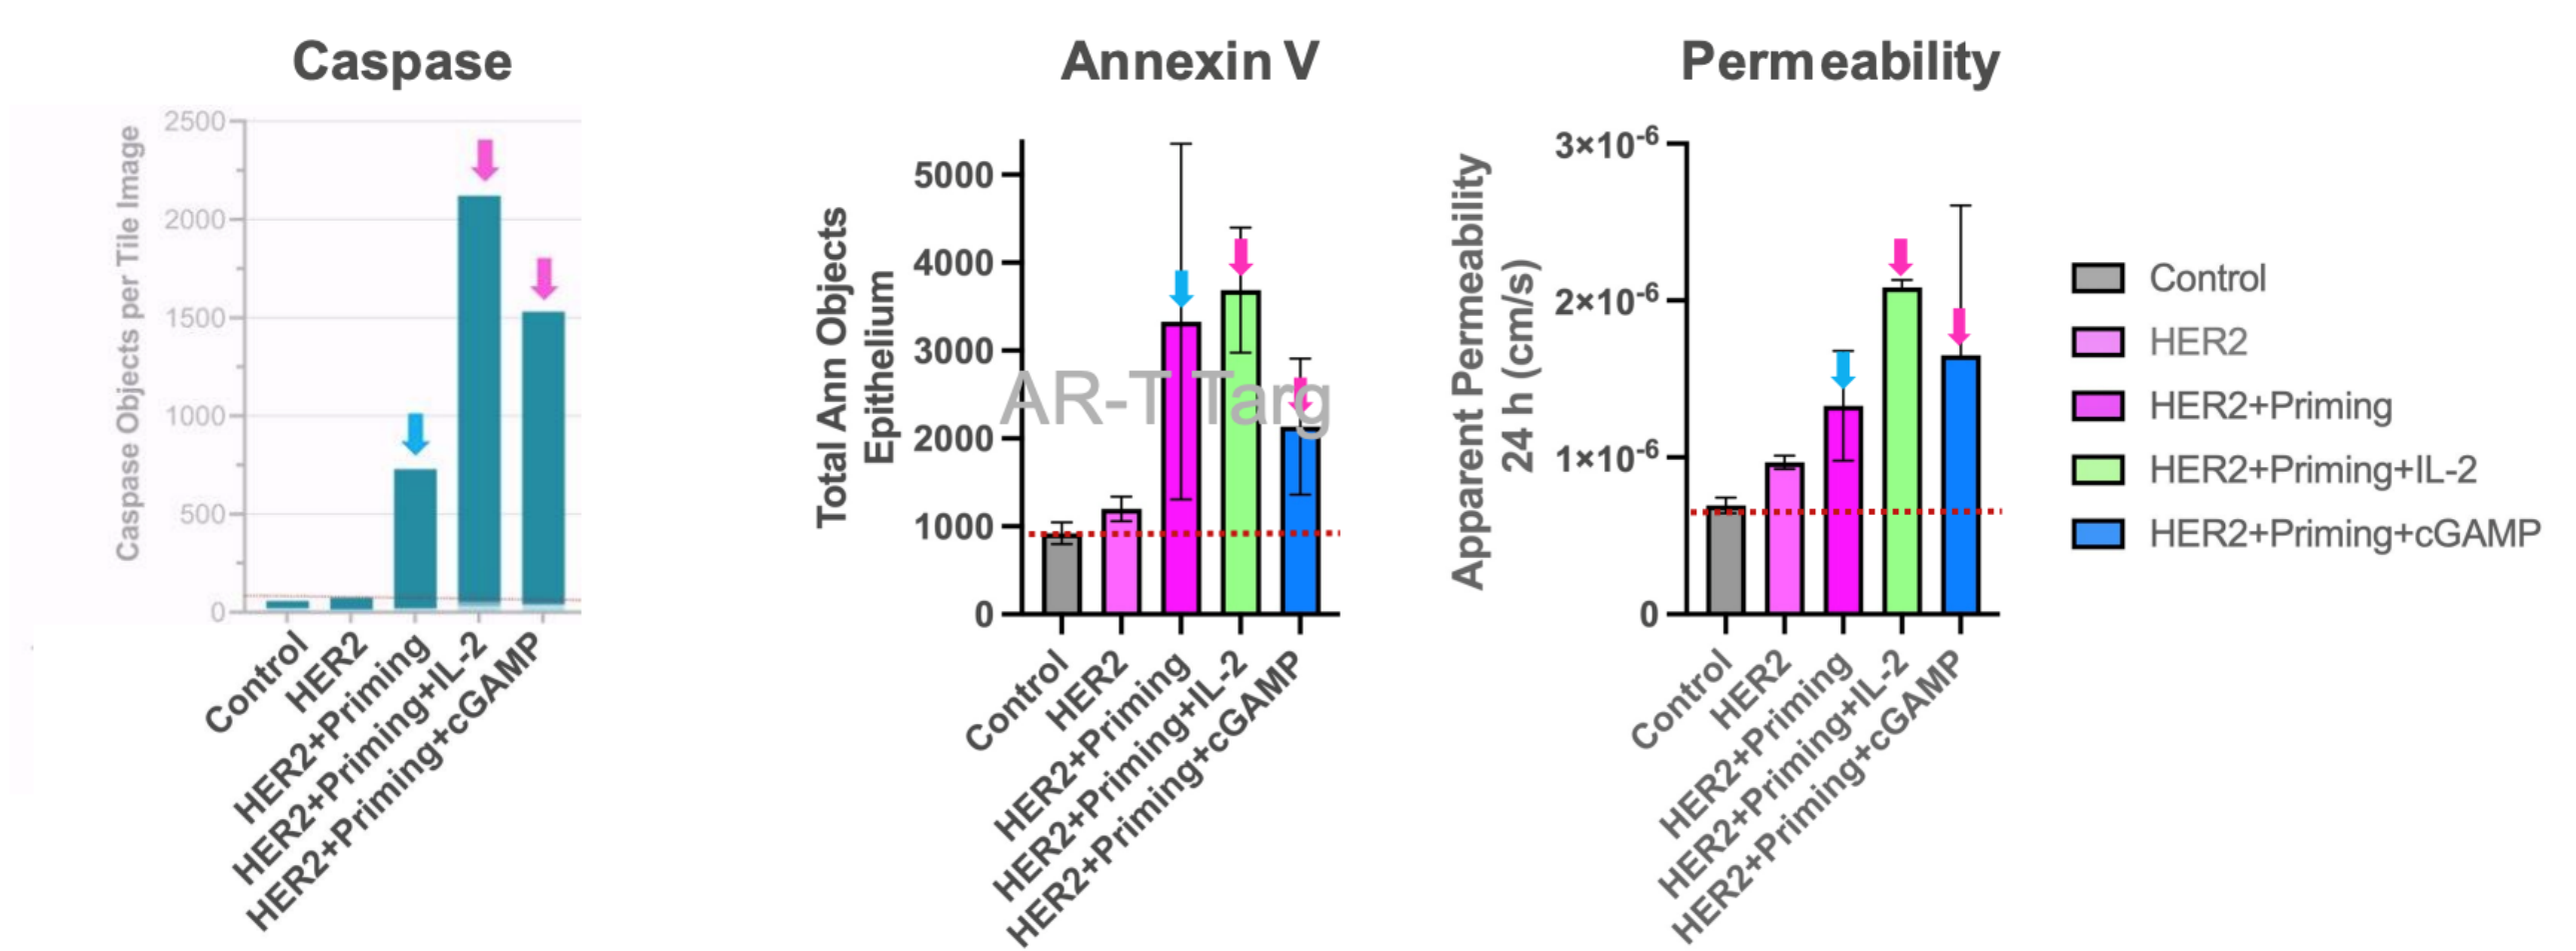 Caspase
Caspase Objects per Tile Image
2500
2000
1500
1000
500
0
Control
HER2
HER2+Priming
HER2+Priming+IL-2
HER2+Priming+cGAMP
Annexin V
Total Ann Objects
Epithelium
5000
4000
3000
2000
1000
0
AR-T Targ
Control
HER2
HER2+Priming
HER2+Priming+IL-2
HER2+Priming+cGAMP
Permeability
Apparent Permeability
24 h (cm/s)
3×10⁻⁶
2×10⁻⁶
1×10⁻⁶
0
Control
HER2
HER2+Priming
HER2+Priming+IL-2
HER2+Priming+cGAMP
Control
HER2
HER2+Priming
HER2+Priming+IL-2
HER2+Priming+cGAMP